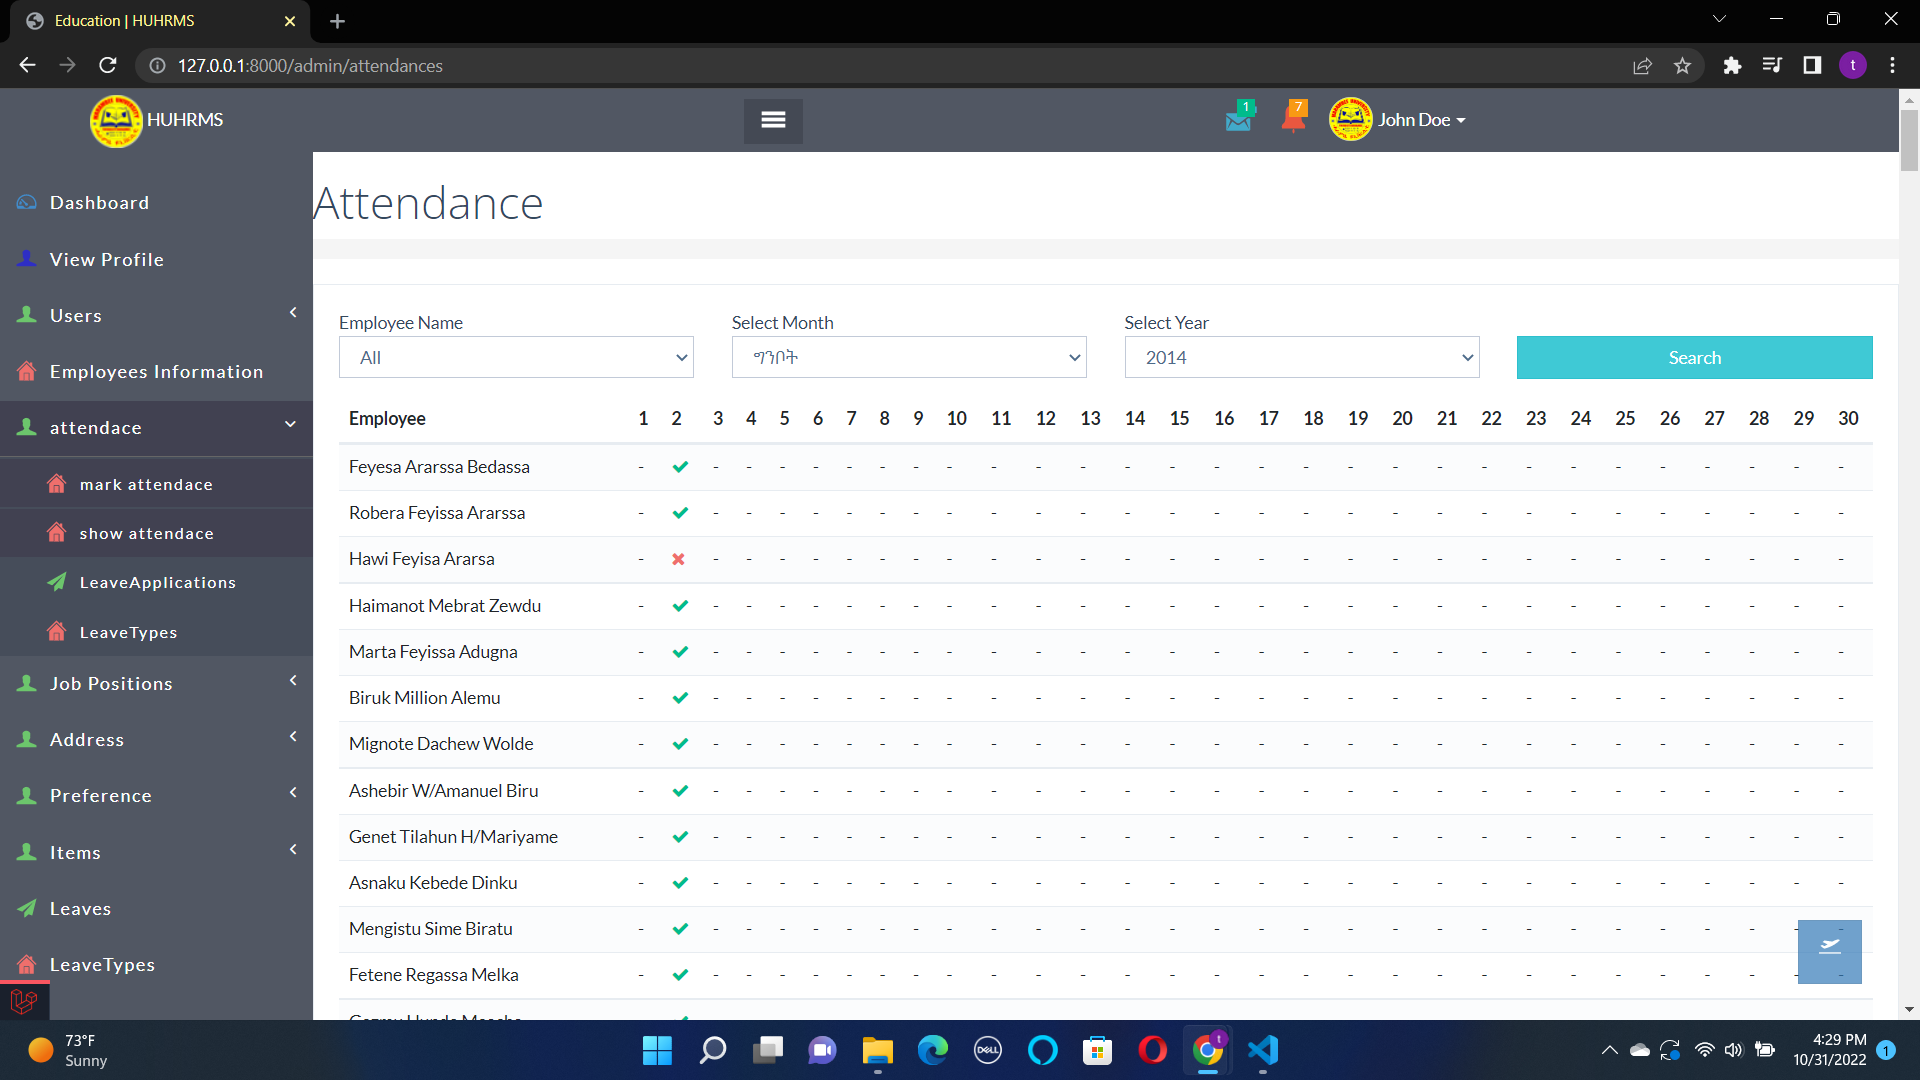 Education | HUHRMS
127.0.0.1:8000/admin/attendances
t
HUHRMS
1
7
John Doe
Dashboard
View Profile
Users
Employees Information
attendace
mark attendace
show attendace
LeaveApplications
LeaveTypes
Job Positions
Address
Preference
Items
Leaves
LeaveTypes
Attendance
Employee Name
Select Month
Select Year
All
ግንቦት
2014
Search
Employee 1 2 3 4 5 6 7 8 9 10 11 12 13 14 15 16 17 18 19 20 21 22 23 24 25 26 27 28 29 30
Feyesa Ararssa Bedassa - ✔ - - - - - - - - - - - - - - - - - - - - - - - - - - - -
Robera Feyissa Ararssa - ✔ - - - - - - - - - - - - - - - - - - - - - - - - - - - -
Hawi Feyisa Ararsa - ✖ - - - - - - - - - - - - - - - - - - - - - - - - - - - -
Haimanot Mebrat Zewdu - ✔ - - - - - - - - - - - - - - - - - - - - - - - - - - - -
Marta Feyissa Adugna - ✔ - - - - - - - - - - - - - - - - - - - - - - - - - - - -
Biruk Million Alemu - ✔ - - - - - - - - - - - - - - - - - - - - - - - - - - - -
Mignote Dachew Wolde - ✔ - - - - - - - - - - - - - - - - - - - - - - - - - - - -
Ashebir W/Amanuel Biru - ✔ - - - - - - - - - - - - - - - - - - - - - - - - - - - -
Genet Tilahun H/Mariyame - ✔ - - - - - - - - - - - - - - - - - - - - - - - - - - - -
Asnaku Kebede Dinku - ✔ - - - - - - - - - - - - - - - - - - - - - - - - - - - -
Mengistu Sime Biratu - ✔ - - - - - - - - - - - - - - - - - - - - - - - - - - - -
Fetene Regassa Melka - ✔ - - - - - - - - - - - - - - - - - - - - - - - - - - - -
73°F
Sunny
DELL
t
4:29 PM
10/31/2022
1